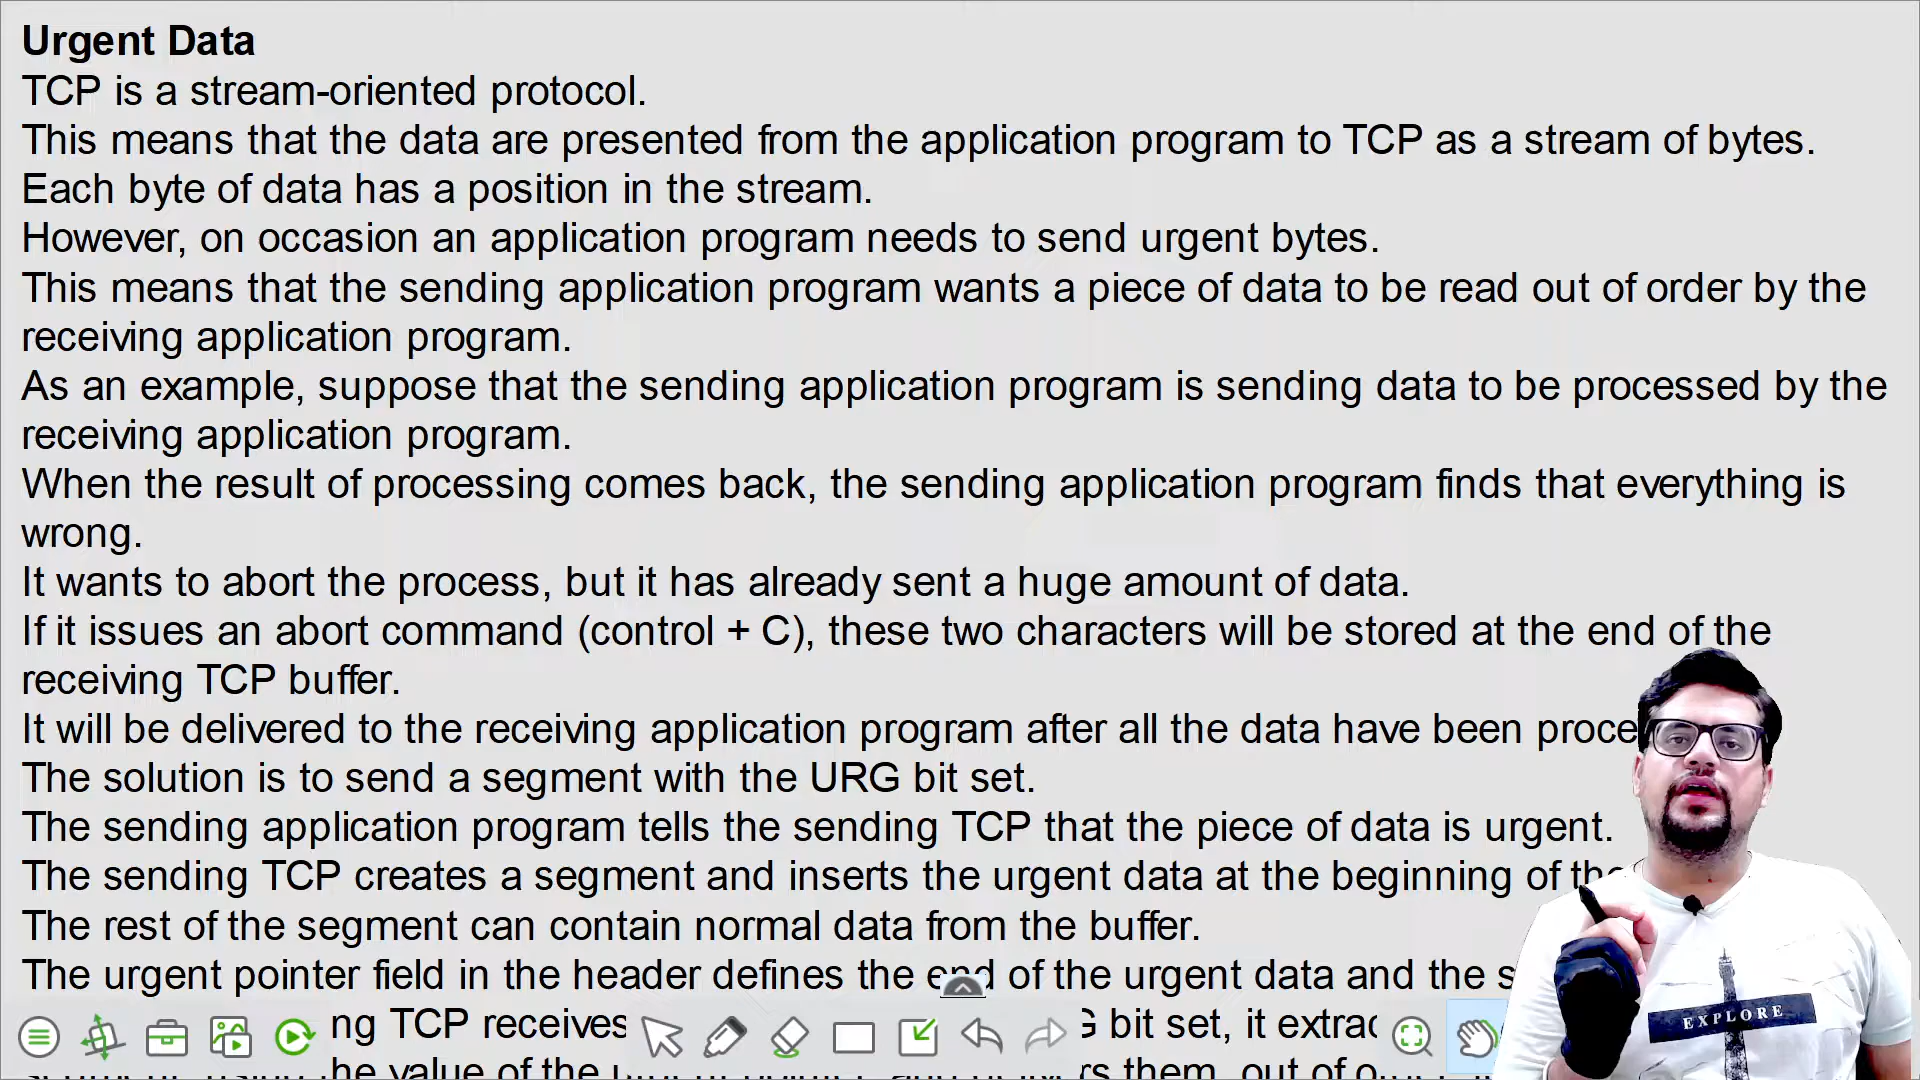 Urgent Data
TCP is a stream-oriented protocol.
This means that the data are presented from the application program to TCP as a stream of bytes.
Each byte of data has a position in the stream.
However, on occasion an application program needs to send urgent bytes.
This means that the sending application program wants a piece of data to be read out of order by the
receiving application program.
As an example, suppose that the sending application program is sending data to be processed by the
receiving application program.
When the result of processing comes back, the sending application program finds that everything is
wrong.
It wants to abort the process, but it has already sent a huge amount of data.
If it issues an abort command (control + C), these two characters will be stored at the end of the
receiving TCP buffer.
It will be delivered to the receiving application program after all the data have been proce
The solution is to send a segment with the URG bit set.
The sending application program tells the sending TCP that the piece of data is urgent.
The sending TCP creates a segment and inserts the urgent data at the beginning of the
The rest of the segment can contain normal data from the buffer.
The urgent pointer field in the header defines the end of the urgent data and the s
ng TCP receives G bit set, it extrac
he value of the rs them, out of o
EXPLORE